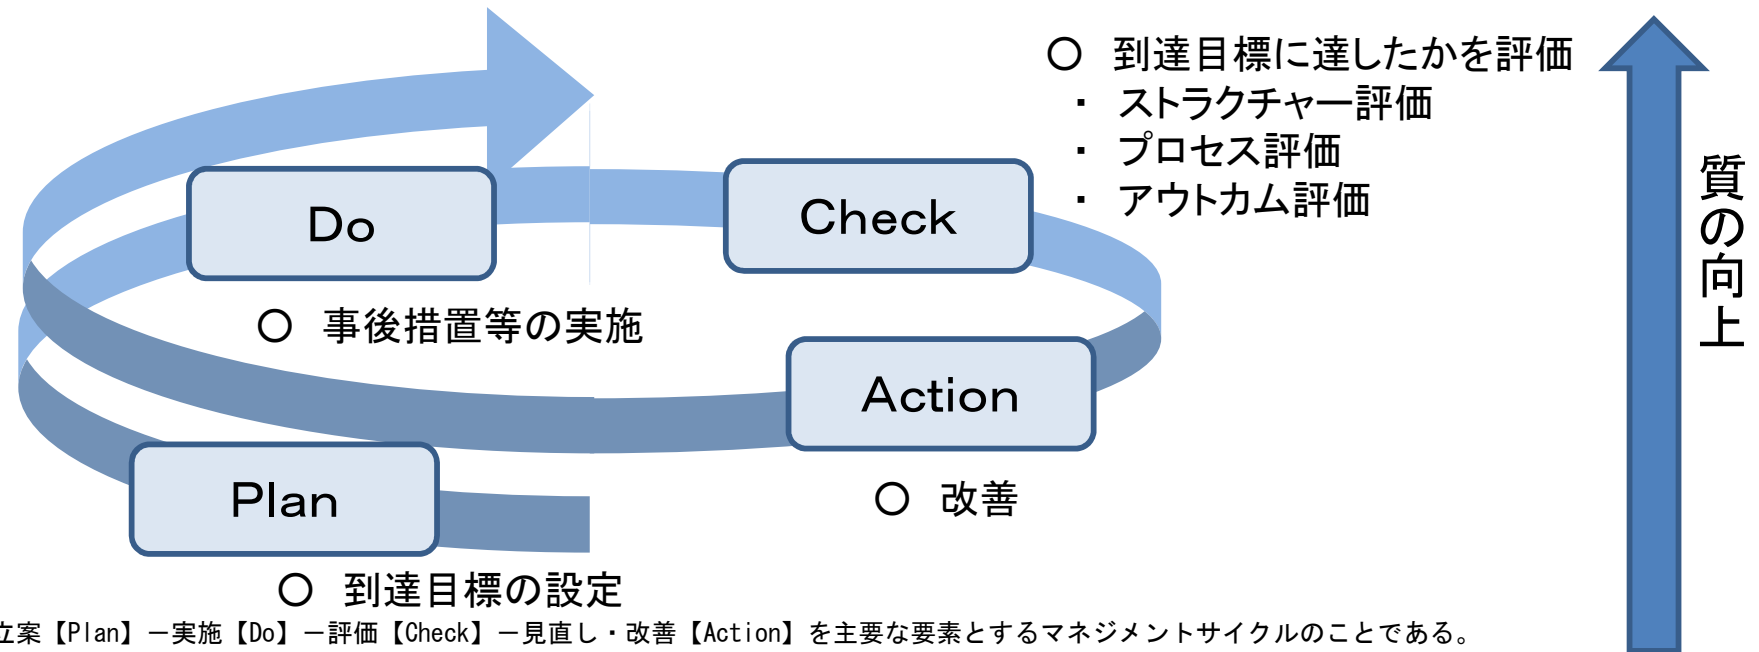 ○ 到達目標に達したかを評価
・ ストラクチャー評価
・ プロセス評価
・ アウトカム評価
質の向上
Do
Check
○ 事後措置等の実施
Action
Plan
○ 改善
○ 到達目標の設定
立案【Plan】－実施【Do】－評価【Check】－見直し・改善【Action】を主要な要素とするマネジメントサイクルのことである。